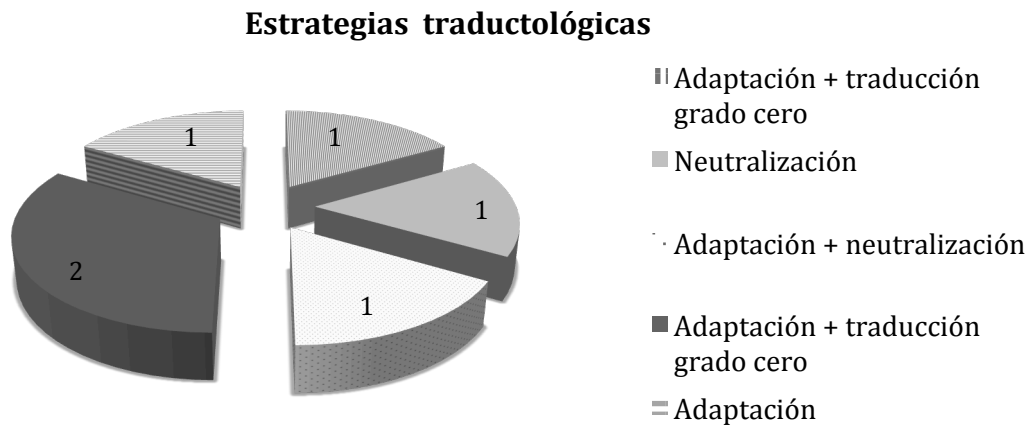 Estrategias traductológicas
1
1
1
1
2
Adaptación + traducción
grado cero
Neutralización
Adaptación + neutralización
Adaptación + traducción
grado cero
Adaptación